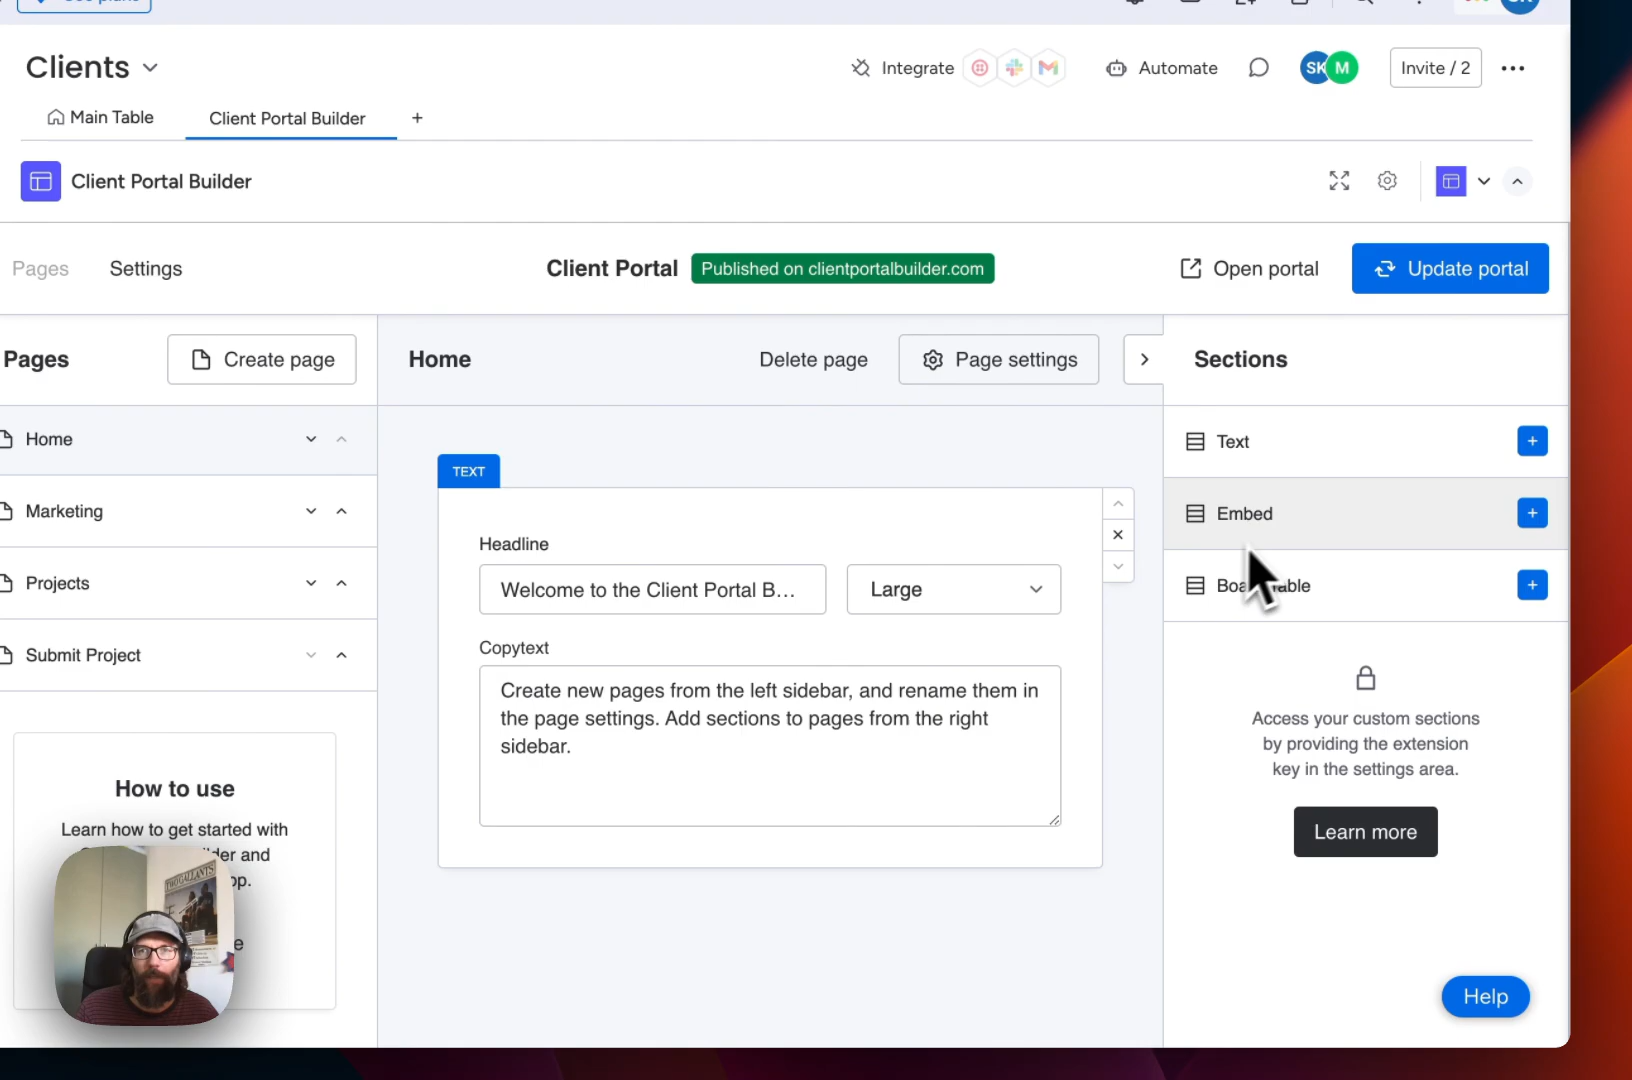 Clients
Integrate
Automate
SK
M
Invite / 2
Main Table
Client Portal Builder
+
Client Portal Builder
Pages
Settings
Client Portal
Published on clientportalbuilder.com
Open portal
Update portal
Pages
Create page
Home
Delete page
Page settings
Sections
Home
Marketing
Projects
Submit Project
TEXT
Headline
Welcome to the Client Portal B...
Large
Copytext
Create new pages from the left sidebar, and rename them in
the page settings. Add sections to pages from the right
sidebar.
Text
Embed
Access your custom sections
by providing the extension
key in the settings area.
Learn more
How to use
Learn how to get started with
and
TWO GALLANTS
Help